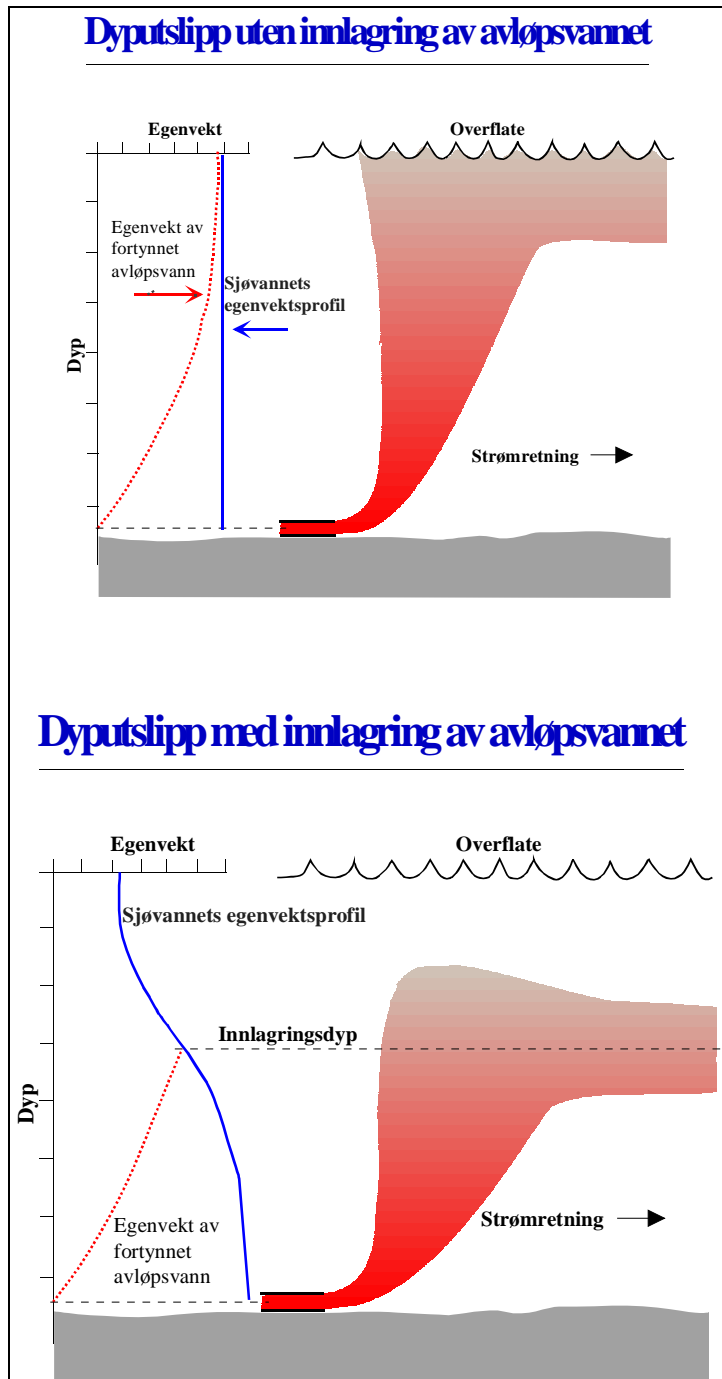 Dyputslipp uten innlagring av avløpsvannet
Egenvekt
Overflate
Egenvekt av
fortynnet
avløpsvann
Sjøvannets
egenvektsprofil
Dyp
Strømretning
Dyputslipp med innlagring av avløpsvannet
Egenvekt
Overflate
Sjøvannets egenvektsprofil
Innlagringsdyp
Dyp
Egenvekt av
fortynnet
avløpsvann
Strømretning